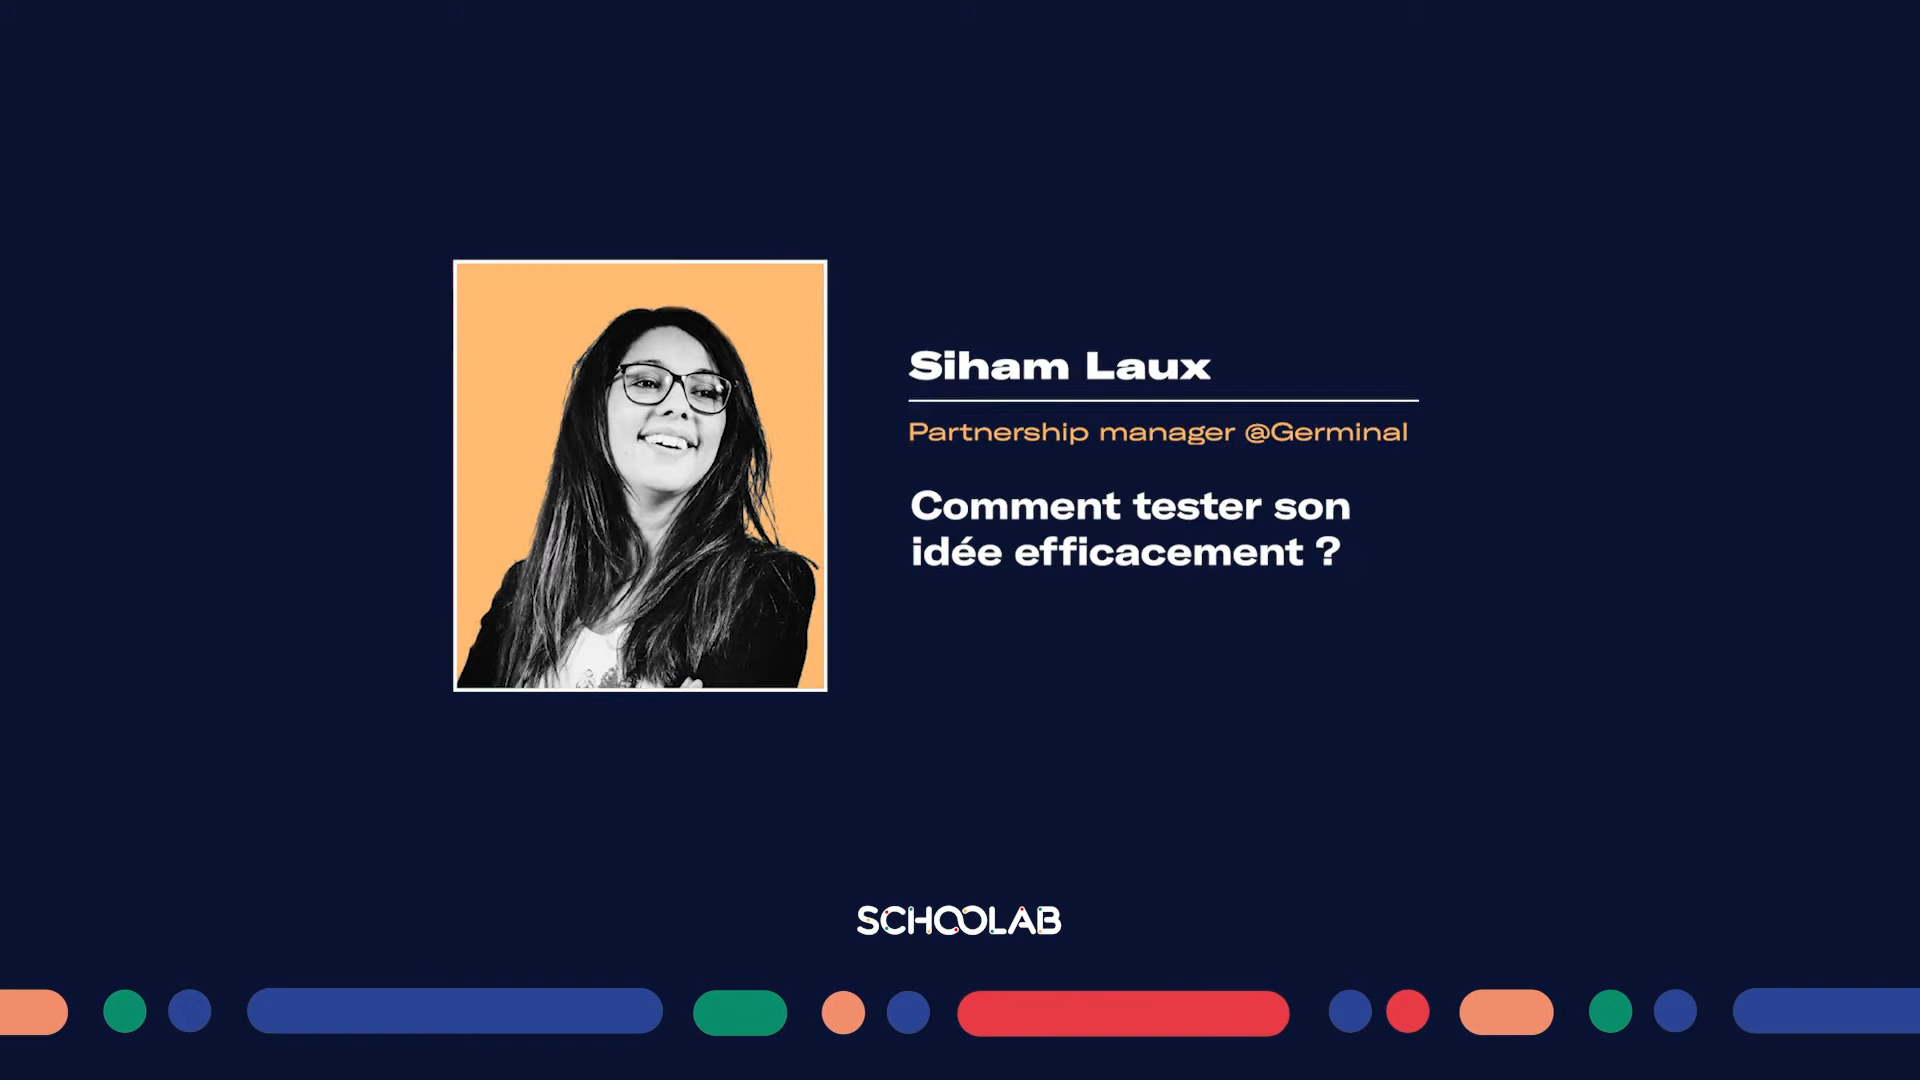 Siham Laux
Partnership manager @Germinal
Comment tester son
idée efficacement ?
SCHOOLAB